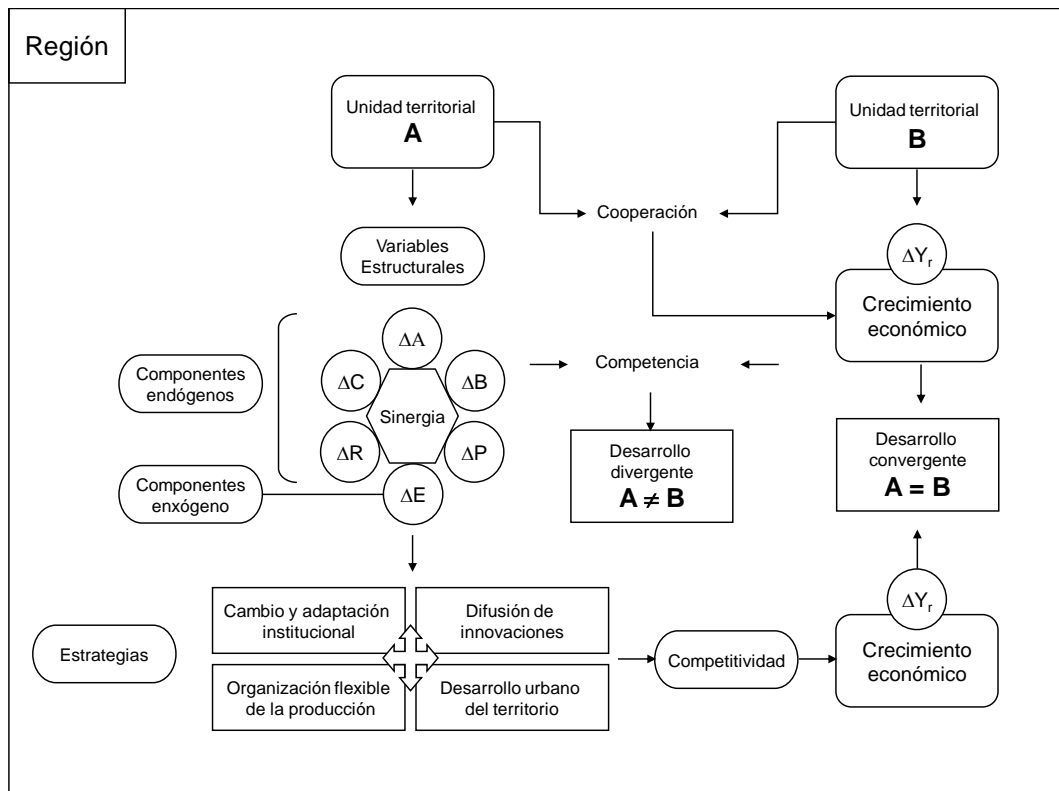 Región
Unidad territorial
A
Unidad territorial
B
Cooperación
Variables
Estructurales
ΔYr
Crecimiento
económico
Componentes
endógenos
ΔA
ΔC
ΔB
Sinergia
ΔR
ΔP
ΔE
Competencia
Desarrollo
divergente
A ≠ B
Desarrollo
convergente
A = B
Componentes
enxógeno
Estrategias
Cambio y adaptación
institucional
Difusión de
innovaciones
Organización flexible
de la producción
Desarrollo urbano
del territorio
Competitividad
ΔYr
Crecimiento
económico